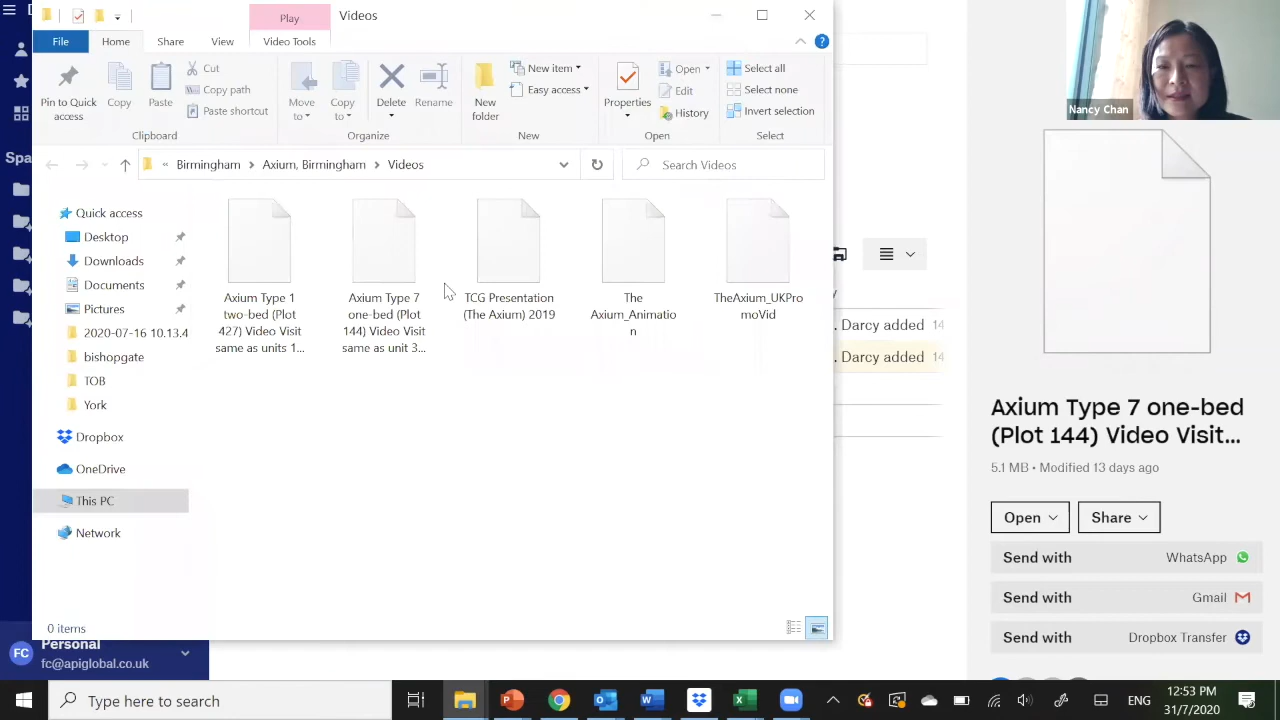 Play
Videos
File
Home
Share
View
Video Tools
Pin to Quick
access
Copy
Paste
Cut
Copy path
Paste shortcut
Clipboard
Move
to
Copy
to
Delete
Rename
Organize
New
folder
New item
Easy access
New
Properties
Open
Edit
History
Open
Select all
Select none
Invert selection
Select
« Birmingham > Axium, Birmingham > Videos
Search Videos
Quick access
Desktop
Downloads
Documents
Pictures
2020-07-16 10.13.4
bishopgate
TOB
York
Dropbox
OneDrive
This PC
Network
Axium Type 1
two-bed (Plot
427) Video Visit
same as units 1...
Axium Type 7
one-bed (Plot
144) Video Visit
same as unit 3...
TCG Presentation
(The Axium) 2019
The
Axium_Animatio
n
TheAxium_UKPro
moVid
0 items
Spa
y
. Darcy added 14
. Darcy added 14
Nancy Chan
Axium Type 7 one-bed
(Plot 144) Video Visit...
5.1 MB • Modified 13 days ago
Open
Share
Send with WhatsApp
Send with Gmail
Send with Dropbox Transfer
FC
Personal
fc@apiglobal.co.uk
Type here to search
ENG
12:53 PM
31/7/2020